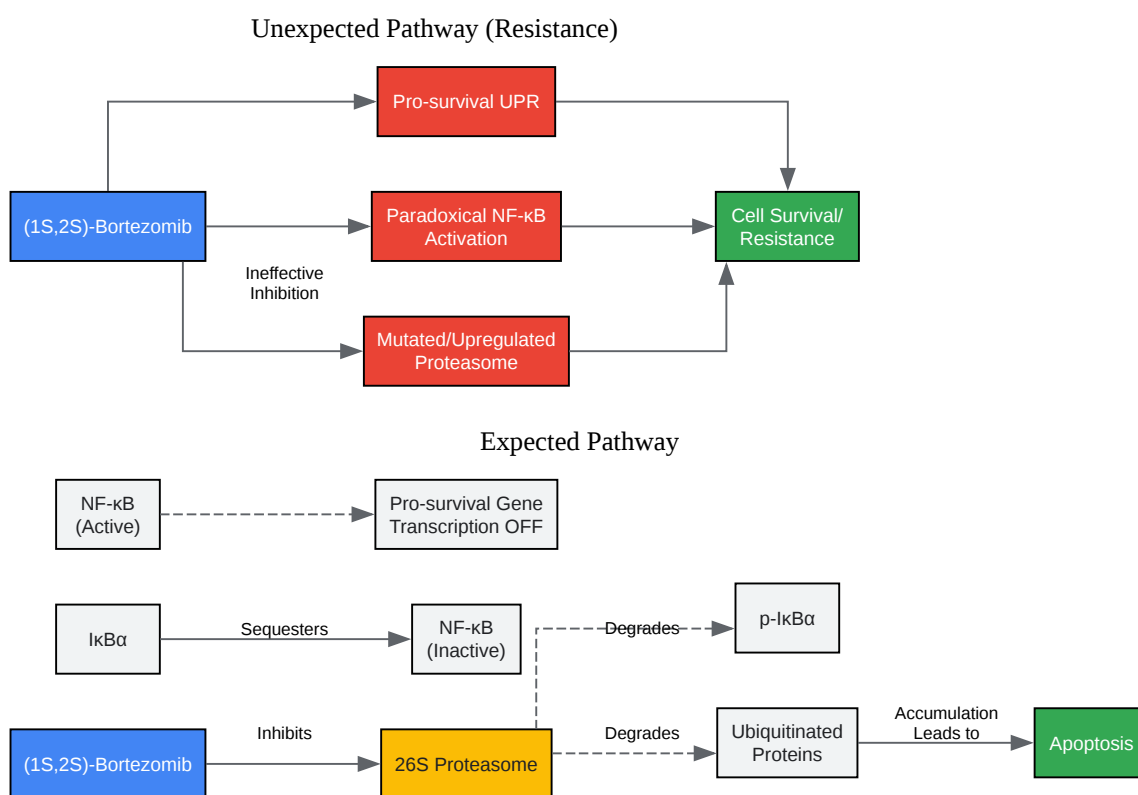 Unexpected Pathway (Resistance)
Pro-survival UPR
(1S,2S)-Bortezomib
Paradoxical NF-κB
Activation
Cell Survival/
Resistance
Ineffective
Inhibition
Mutated/Upregulated
Proteasome
Expected Pathway
NF-κB
(Active)
Pro-survival Gene
Transcription OFF
IκBα
Sequesters
NF-κB
(Inactive)
Degrades
p-IκBα
(1S,2S)-Bortezomib
Inhibits
26S Proteasome
Degrades
Ubiquitinated
Proteins
Accumulation
Leads to
Apoptosis